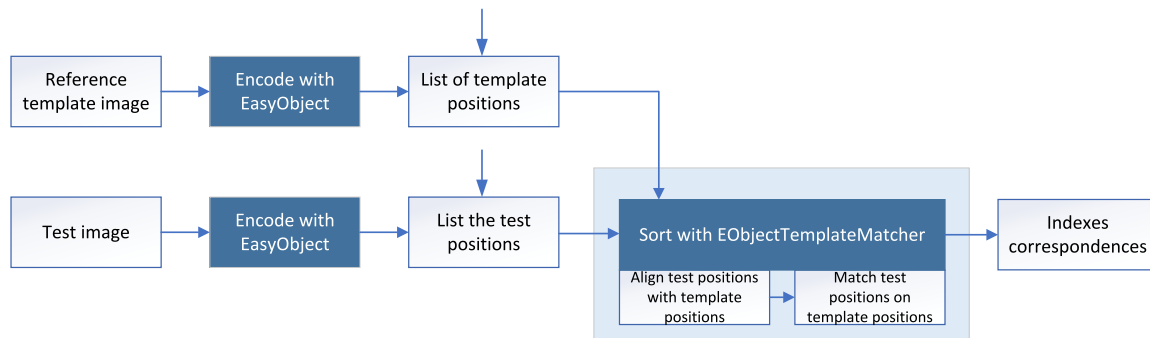 Reference
template image
Encode with
EasyObject
List of template
positions
Test image
Encode with
EasyObject
List the test
positions
Sort with EObjectTemplateMatcher
Align test positions
with template
positions
Match test
positions on
template positions
Indexes
correspondences